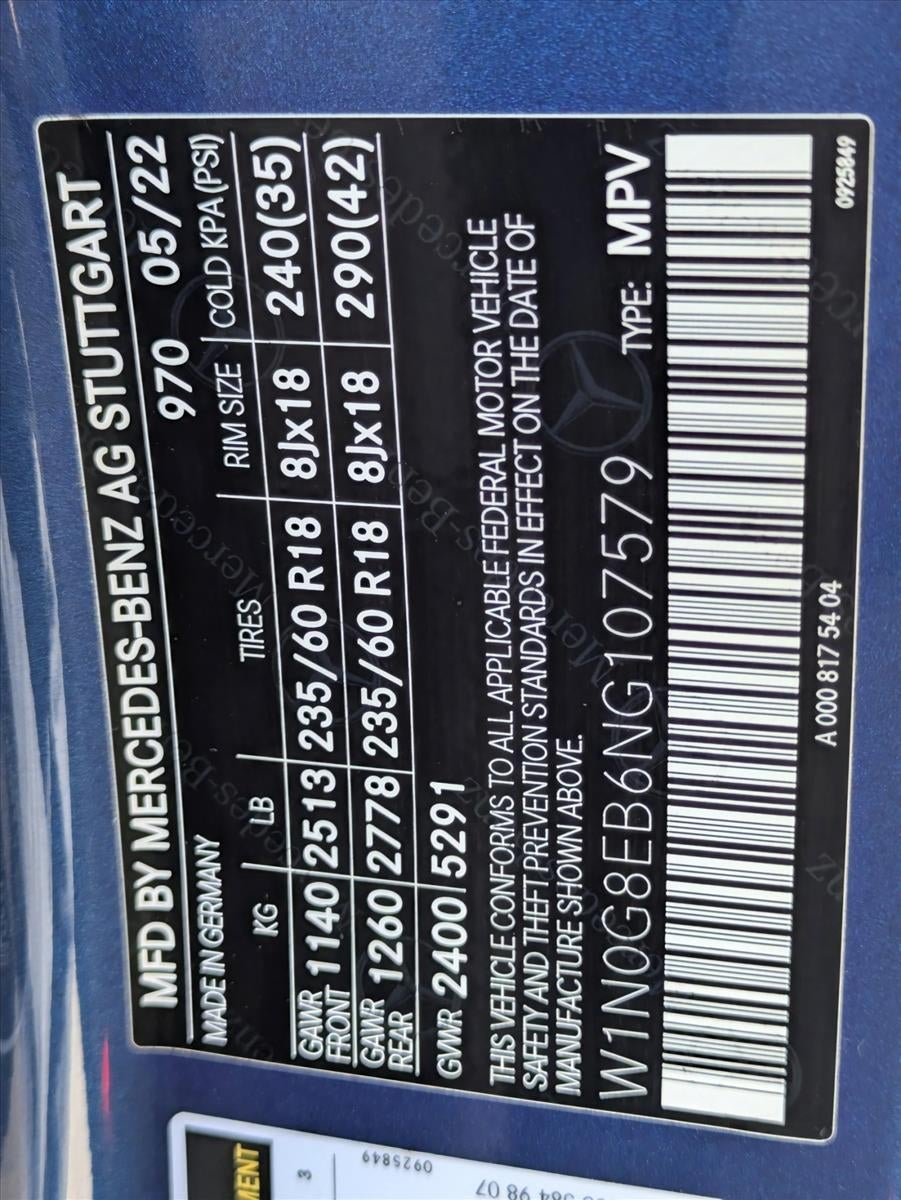 MFD BY MERCEDES-BENZ AG STUTTGART
MADE IN GERMANY 970 05/22
KG LB TIRES RIM SIZE COLD KPA(PSI)
GAWR FRONT 1140 2513 235/60 R18 8Jx18 240(35)
GAWR REAR 1260 2778 235/60 R18 8Jx18 290(42)
GVWR 2400 5291
THIS VEHICLE CONFORMS TO ALL APPLICABLE FEDERAL MOTOR VEHICLE
SAFETY AND THEFT PREVENTION STANDARDS IN EFFECT ON THE DATE OF
MANUFACTURE SHOWN ABOVE.
W1N0G8EB6NG107579 TYPE: MPV
A 000 817 54 04 0925849
3
0925849
98 07